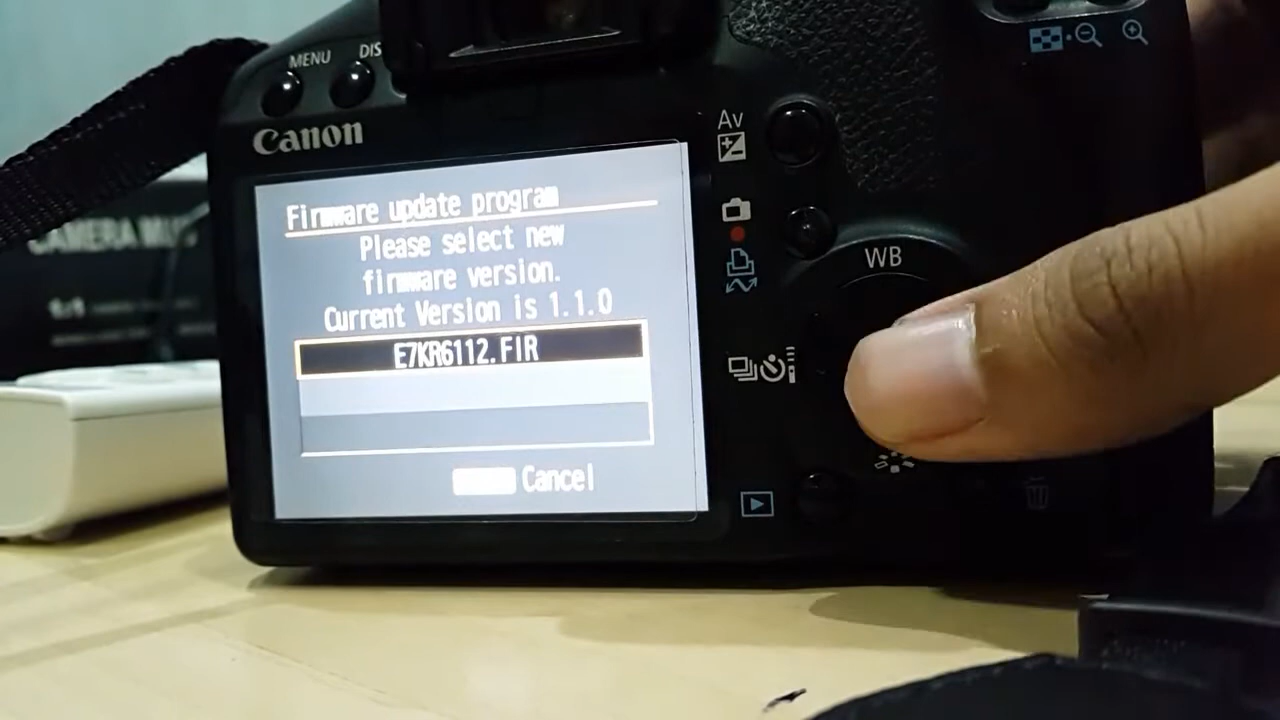 MENU
DIS
Canon
Av
WB
Firmware update program
Please select new
firmware version.
Current Version is 1.1.0
E7KR6112.FIR
Cancel